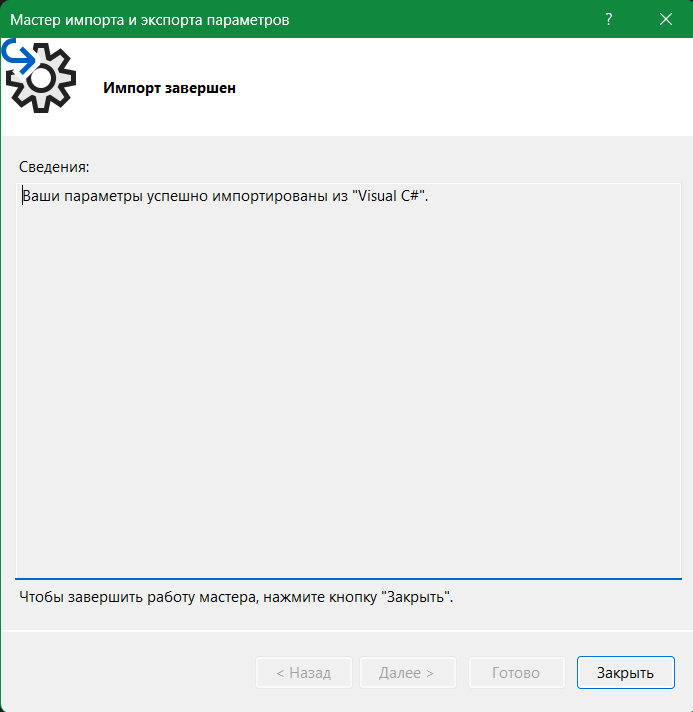 Мастер импорта и экспорта параметров
?
Импорт завершен
Сведения:
Ваши параметры успешно импортированы из "Visual C#".
Чтобы завершить работу мастера, нажмите кнопку "Закрыть".
< Назад Далее > Готово Закрыть